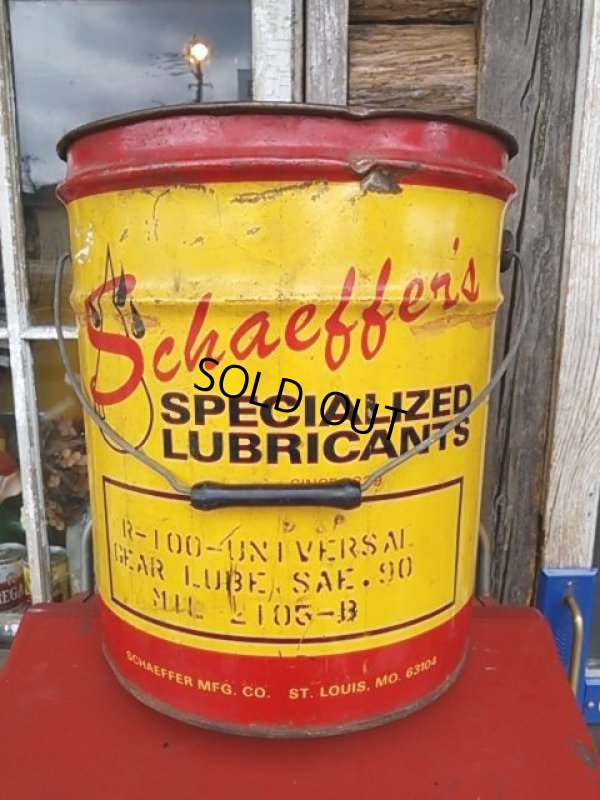 Schaeffer's
SPECIALIZED
LUBRICANTS
SOLD OUT
R-100-UNIVERSAL
GEAR LUBE. SAE. 90
MIL 2105-B
SCHAEFFER MFG. CO. ST. LOUIS, MO. 63104